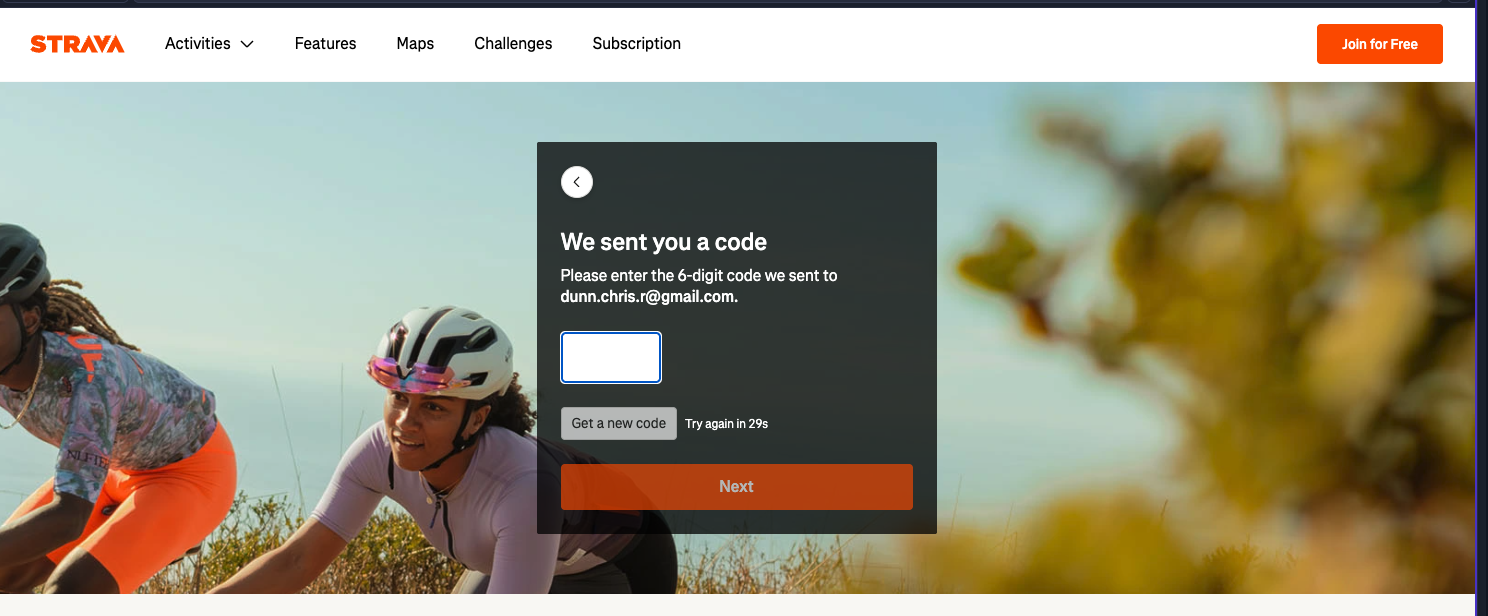 STRAVA
Activities
Features
Maps
Challenges
Subscription
Join for Free
We sent you a code
Please enter the 6-digit code we sent to
dunn.chris.r@gmail.com.
Get a new code
Try again in 29s
Next